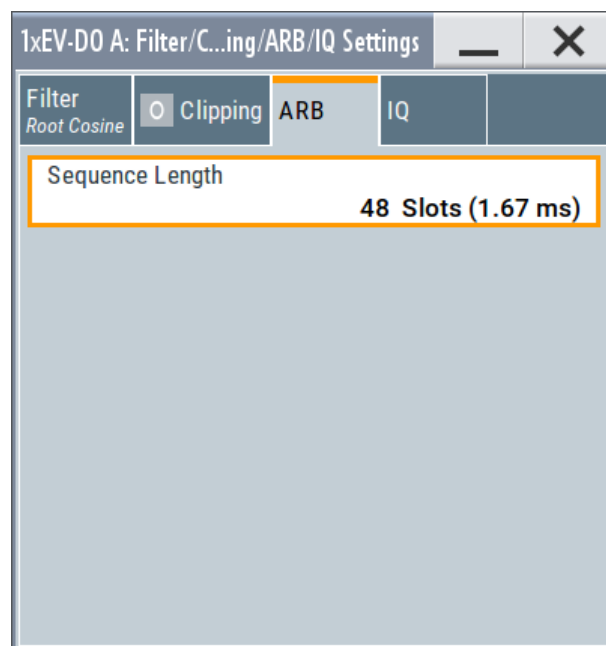 1xEV-DO A: Filter/C...ing/ARB/IQ Settings
Filter
Root Cosine
O Clipping
ARB
IQ
Sequence Length
48 Slots (1.67 ms)